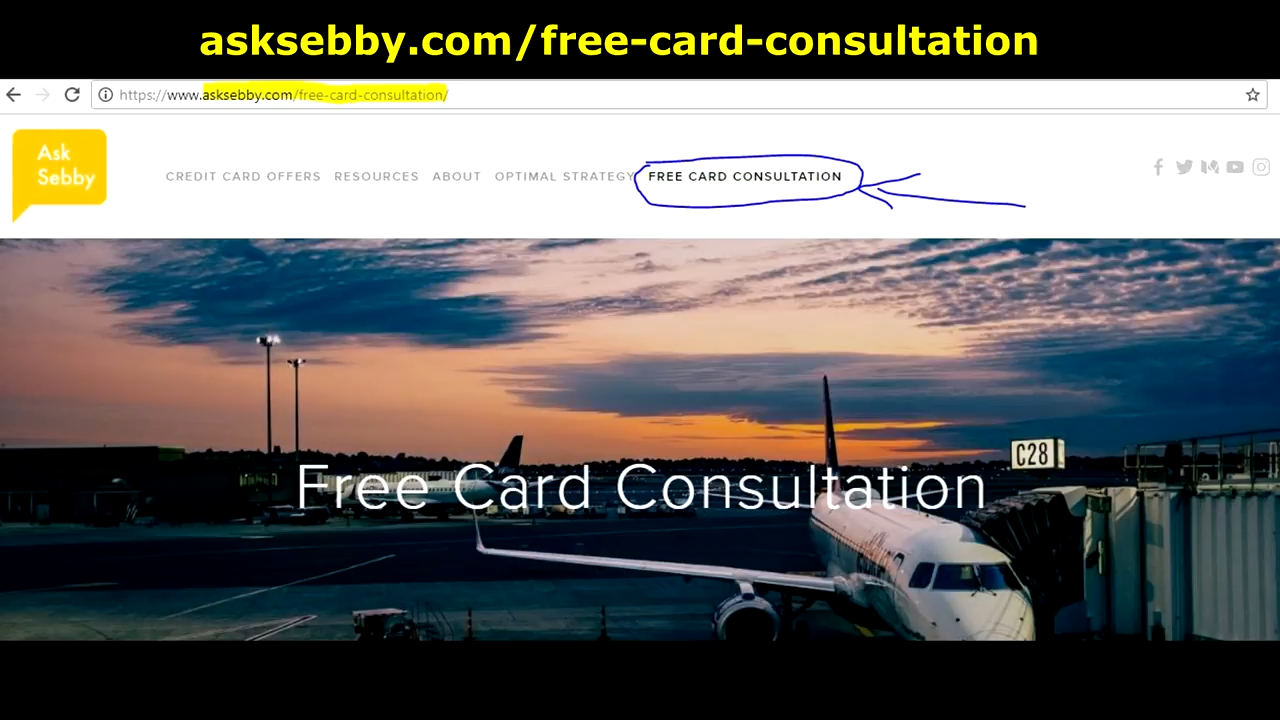 asksebby.com/free-card-consultation
https://www.asksebby.com/free-card-consultation/
Ask
Sebby
CREDIT CARD OFFERS RESOURCES ABOUT OPTIMAL STRATEGY FREE CARD CONSULTATION
C28
Free Card Consultation